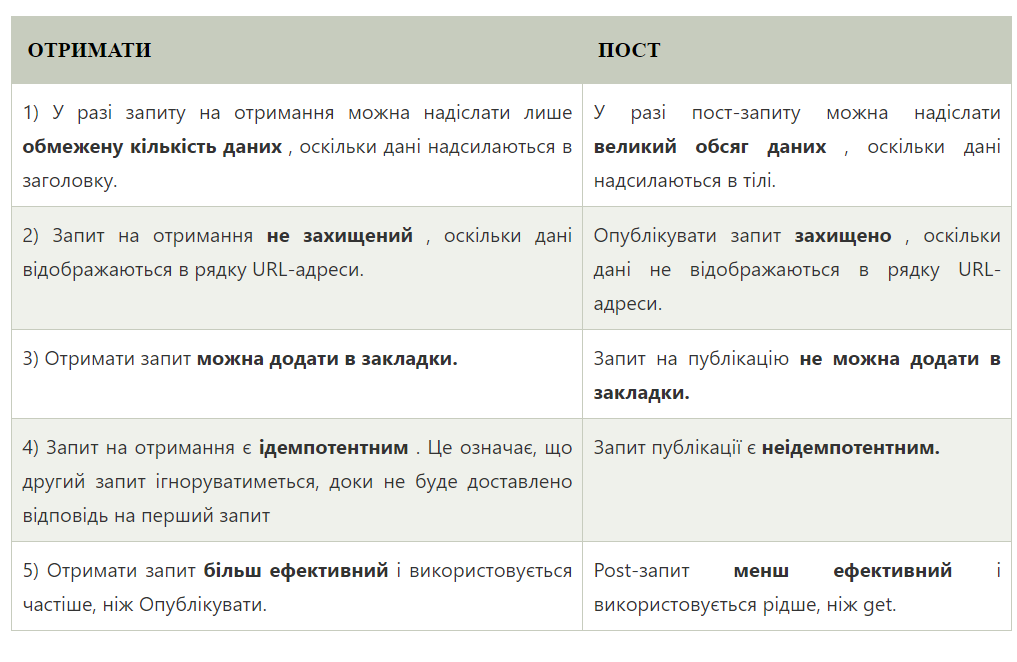 ОТРИМАТИ
ПОСТ
1) У разі запиту на отримання можна надіслати лише
обмежену кількість даних , оскільки дані надсилаються в
заголовку.
У разі пост-запиту можна надіслати
великий обсяг даних , оскільки дані
надсилаються в тілі.
2) Запит на отримання не захищений , оскільки дані
відображаються в рядку URL-адреси.
Опублікувати запит захищено , оскільки
дані не відображаються в рядку URL-
адреси.
3) Отримати запит можна додати в закладки.
Запит на публікацію не можна додати в
закладки.
4) Запит на отримання є ідемпотентним . Це означає, що
другий запит ігноруватиметься, доки не буде доставлено
відповідь на перший запит
Запит публікації є неідемпотентним.
5) Отримати запит більш ефективний і використовується
частіше, ніж Опублікувати.
Post-запит менш ефективний і
використовується рідше, ніж get.